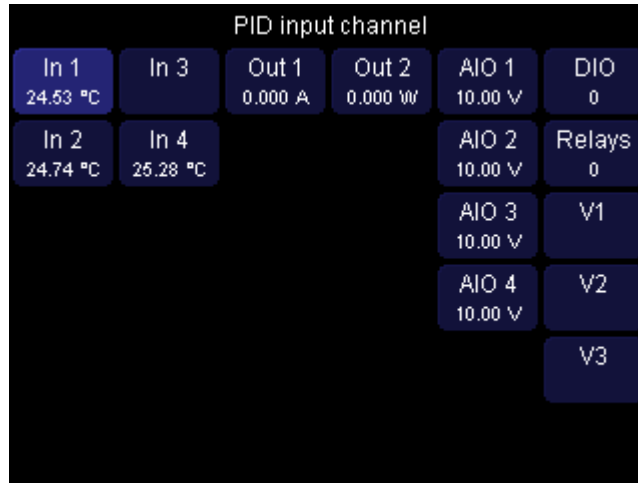 PID input channel
In 1
24.53 °C
In 3
Out 1
0.000 A
Out 2
0.000 W
AIO 1
10.00 V
DIO
0
In 2
24.74 °C
In 4
25.28 °C
AIO 2
10.00 V
Relays
0
AIO 3
10.00 V
V1
AIO 4
10.00 V
V2
V3